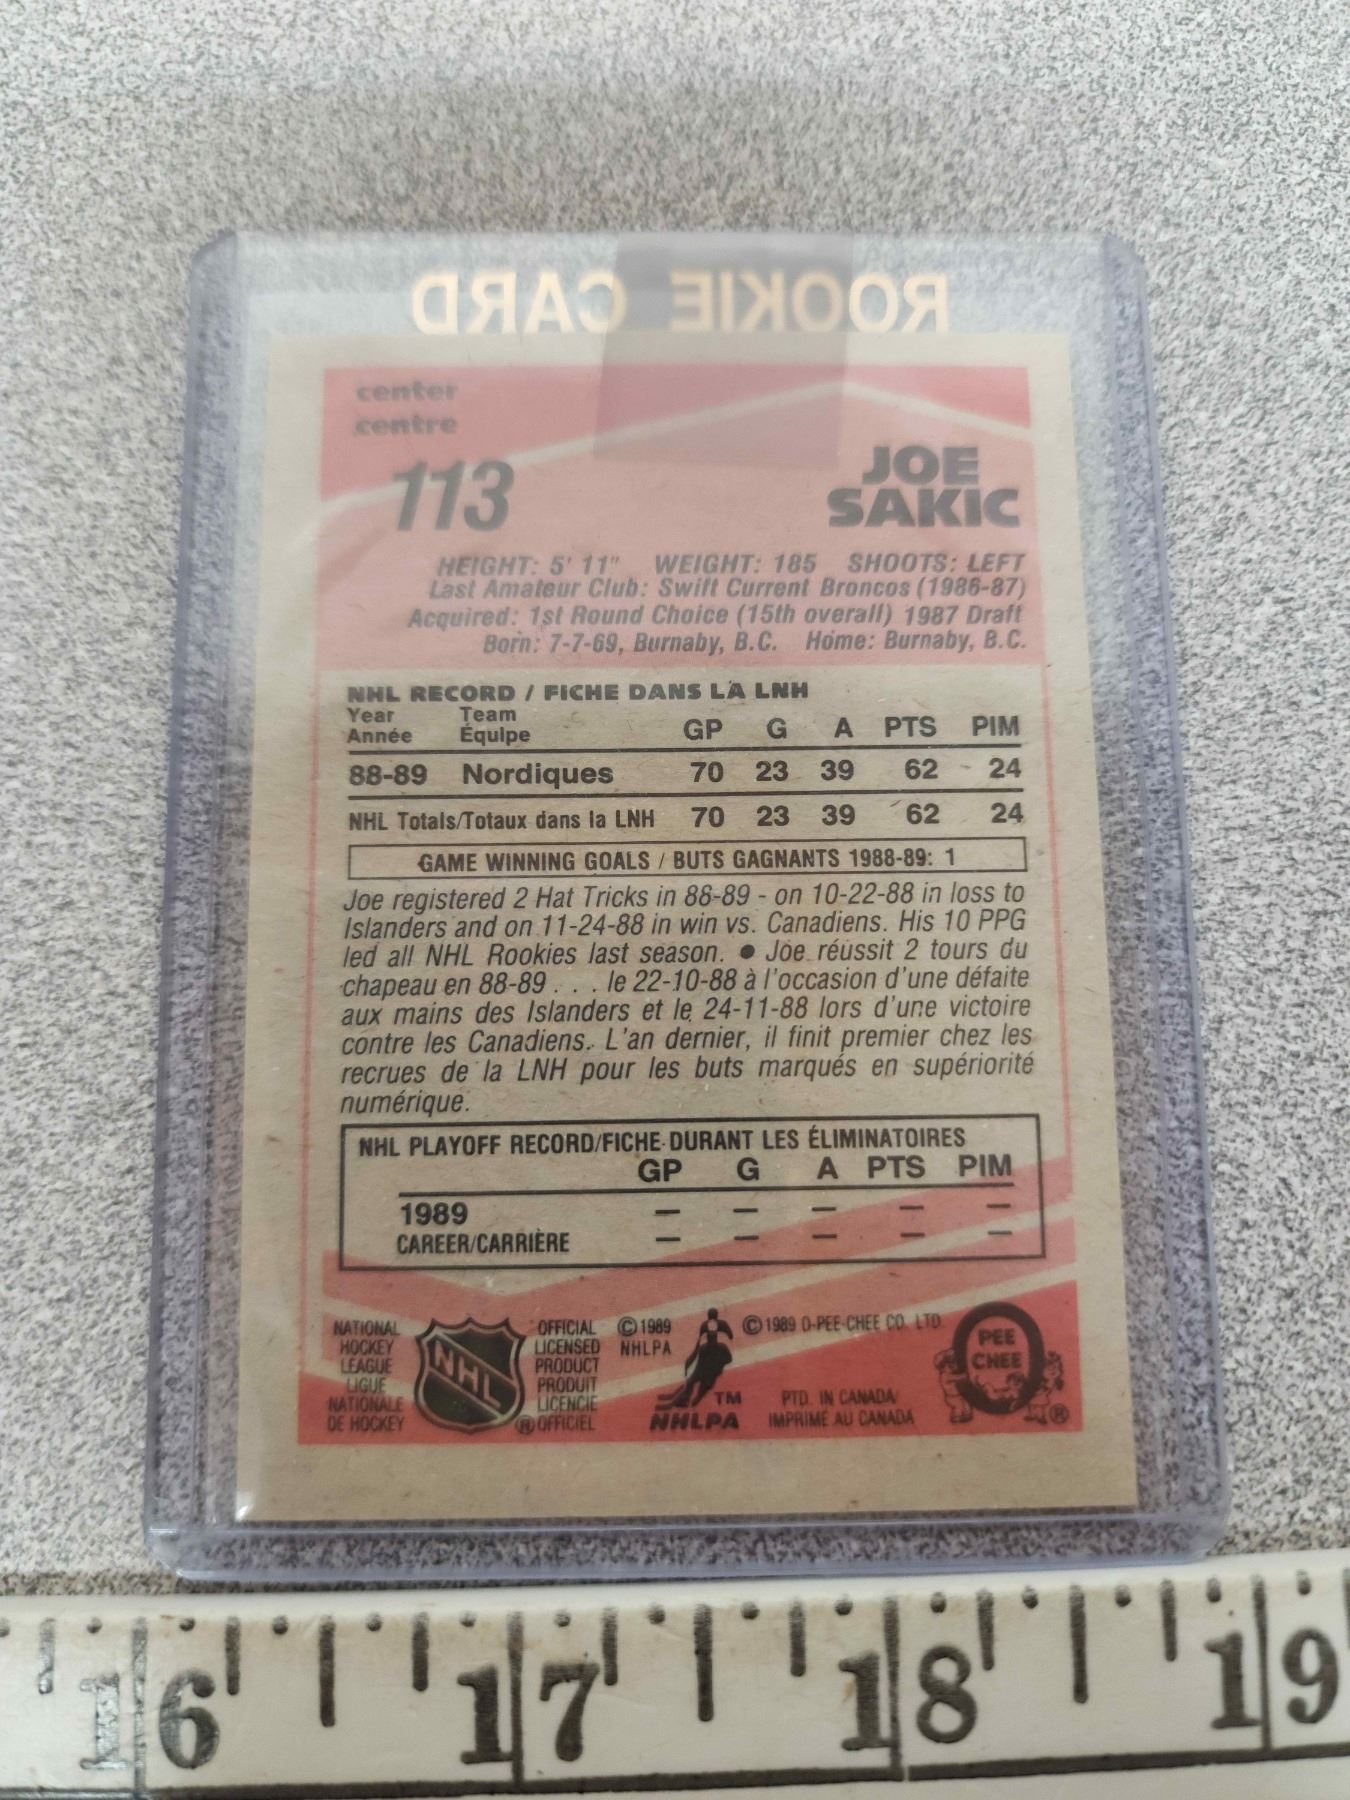 ROOKIE CARD
center
centre
113
JOE
SAKIC
HEIGHT: 5' 11" WEIGHT: 185 SHOOTS: LEFT
Last Amateur Club: Swift Current Broncos (1986-87)
Acquired: 1st Round Choice (15th overall) 1987 Draft
Born: 7-7-69, Burnaby, B.C. Home: Burnaby, B.C.
NHL RECORD / FICHE DANS LA LNH
Year Team
Année Équipe GP G A PTS PIM
88-89 Nordiques 70 23 39 62 24
NHL Totals/Totaux dans la LNH 70 23 39 62 24
GAME WINNING GOALS / BUTS GAGNANTS 1988-89: 1
Joe registered 2 Hat Tricks in 88-89 - on 10-22-88 in loss to
Islanders and on 11-24-88 in win vs. Canadiens. His 10 PPG
led all NHL Rookies last season. ● Joe réussit 2 tours du
chapeau en 88-89 . . . le 22-10-88 à l'occasion d'une défaite
aux mains des Islanders et le 24-11-88 lors d'une victoire
contre les Canadiens. L'an dernier, il finit premier chez les
recrues de la LNH pour les buts marqués en supériorité
numérique.
NHL PLAYOFF RECORD/FICHE DURANT LES ÉLIMINATOIRES
GP G A PTS PIM
1989 — — — — —
CAREER/CARRIÈRE — — — — —
NATIONAL
HOCKEY
LEAGUE
LIGUE
NATIONALE
DE HOCKEY
NHL
®
OFFICIAL
LICENSED
PRODUCT
PRODUIT
LICENCIÉ
OFFICIEL
© 1989
NHLPA
TM
NHLPA
© 1989 O-PEE-CHEE CO. LTD.
PTD. IN CANADA/
IMPRIMÉ AU CANADA
O
PEE
CHEE
®
16 17 18 19